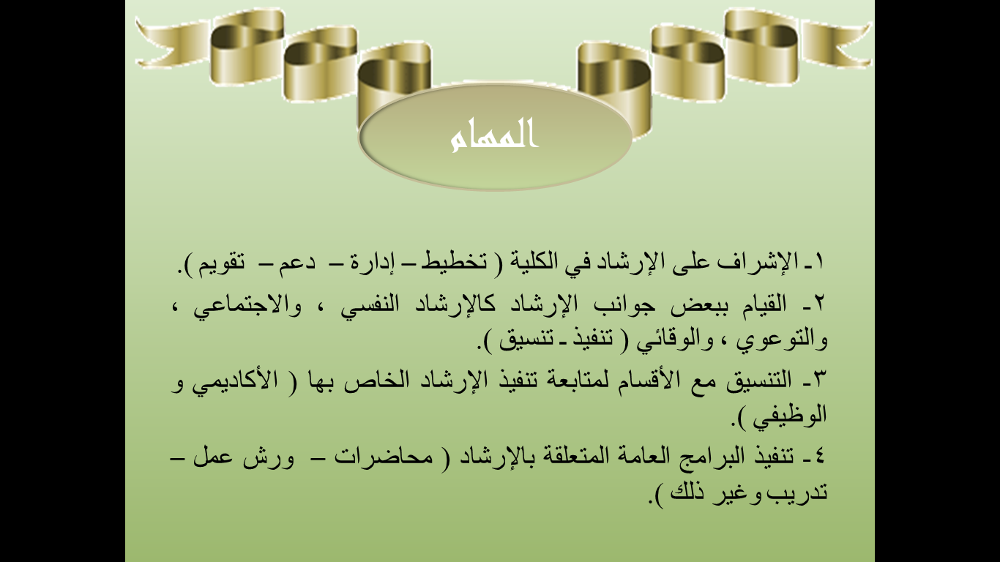 المهام
١ـ الإشراف على الإرشاد في الكلية ( تخطيط – إدارة – دعم – تقويم ).
٢- القيام ببعض جوانب الإرشاد كالإرشاد النفسي ، والاجتماعي ،
والتوعوي ، والوقائي ( تنفيذ ـ تنسيق ).
٣- التنسيق مع الأقسام لمتابعة تنفيذ الإرشاد الخاص بها ( الأكاديمي و
الوظيفي ).
٤- تنفيذ البرامج العامة المتعلقة بالإرشاد ( محاضرات – ورش عمل –
تدريب وغير ذلك ).